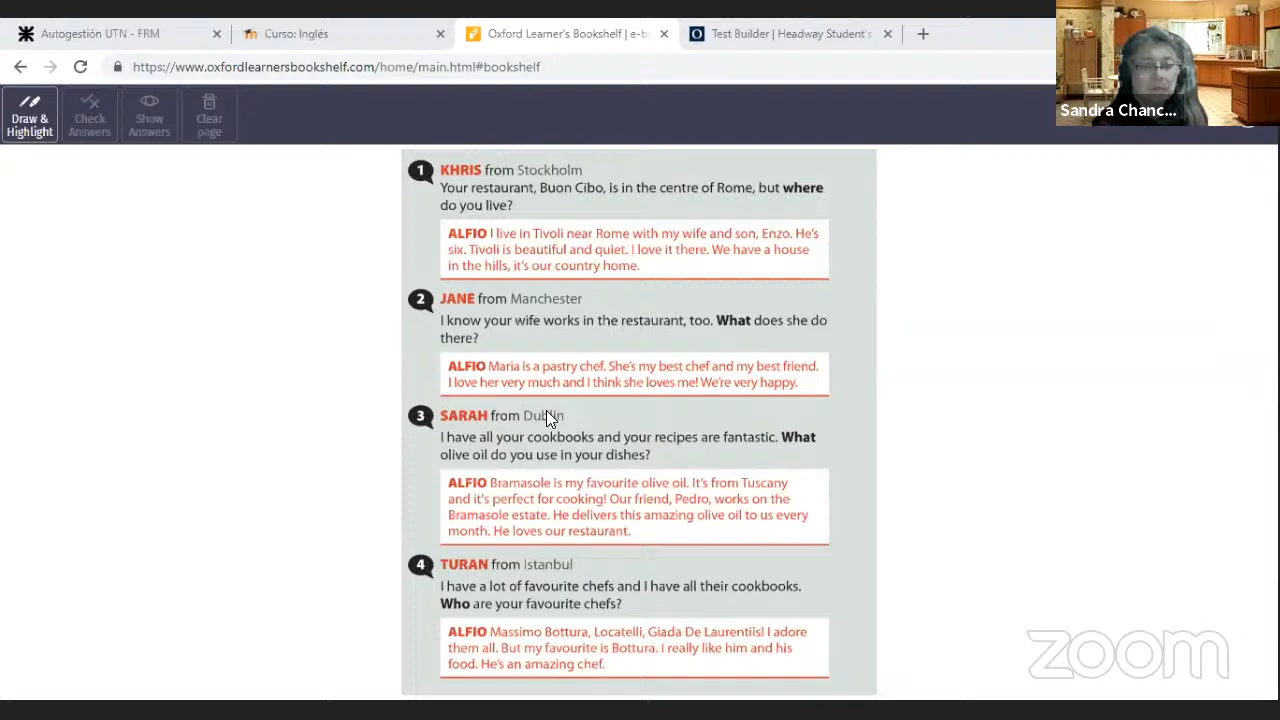 Autogestión UTN - FRM
Curso: Inglés
Oxford Learner's Bookshelf | e-b
Test Builder | Headway Student's
https://www.oxfordlearnersbookshelf.com/home/main.html#bookshelf
Draw &
Highlight
Check
Answers
Show
Answers
Clear
page
Sandra Chanc...
1 KHRIS from Stockholm
Your restaurant, Buon Cibo, is in the centre of Rome, but where
do you live?
ALFIO I live in Tivoli near Rome with my wife and son, Enzo. He's
six. Tivoli is beautiful and quiet. I love it there. We have a house
in the hills, it's our country home.
2 JANE from Manchester
I know your wife works in the restaurant, too. What does she do
there?
ALFIO Maria is a pastry chef. She's my best chef and my best friend.
I love her very much and I think she loves me! We're very happy.
3 SARAH from Dublin
I have all your cookbooks and your recipes are fantastic. What
olive oil do you use in your dishes?
ALFIO Bramasole is my favourite olive oil. It's from Tuscany
and it's perfect for cooking! Our friend, Pedro, works on the
Bramasole estate. He delivers this amazing olive oil to us every
month. He loves our restaurant.
4 TURAN from Istanbul
I have a lot of favourite chefs and I have all their cookbooks.
Who are your favourite chefs?
ALFIO Massimo Bottura, Locatelli, Giada De Laurentiis! I adore
them all. But my favourite is Bottura. I really like him and his
food. He's an amazing chef.
zoom